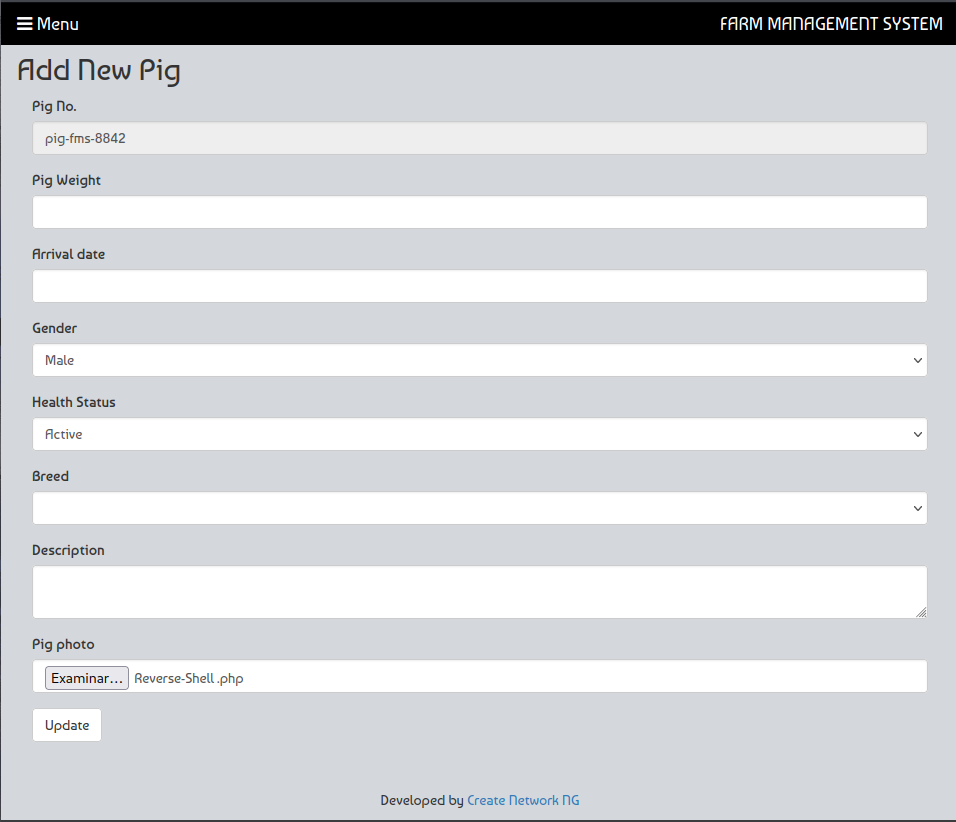 Menu
FARM MANAGEMENT SYSTEM
Add New Pig
Pig No.
pig-fms-8842
Pig Weight
Arrival date
Gender
Male
Health Status
Active
Breed
Description
Pig photo
Examinar... Reverse-Shell.php
Update
Developed by Create Network NG